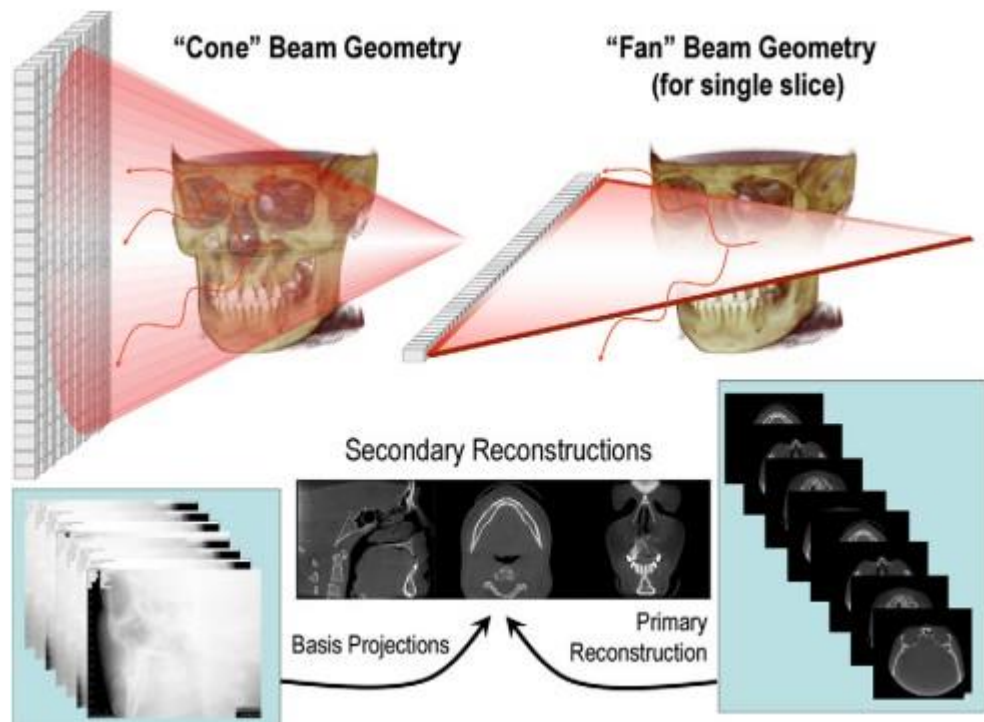 “Cone” Beam Geometry
“Fan” Beam Geometry
(for single slice)
Secondary Reconstructions
Basis Projections
Primary
Reconstruction